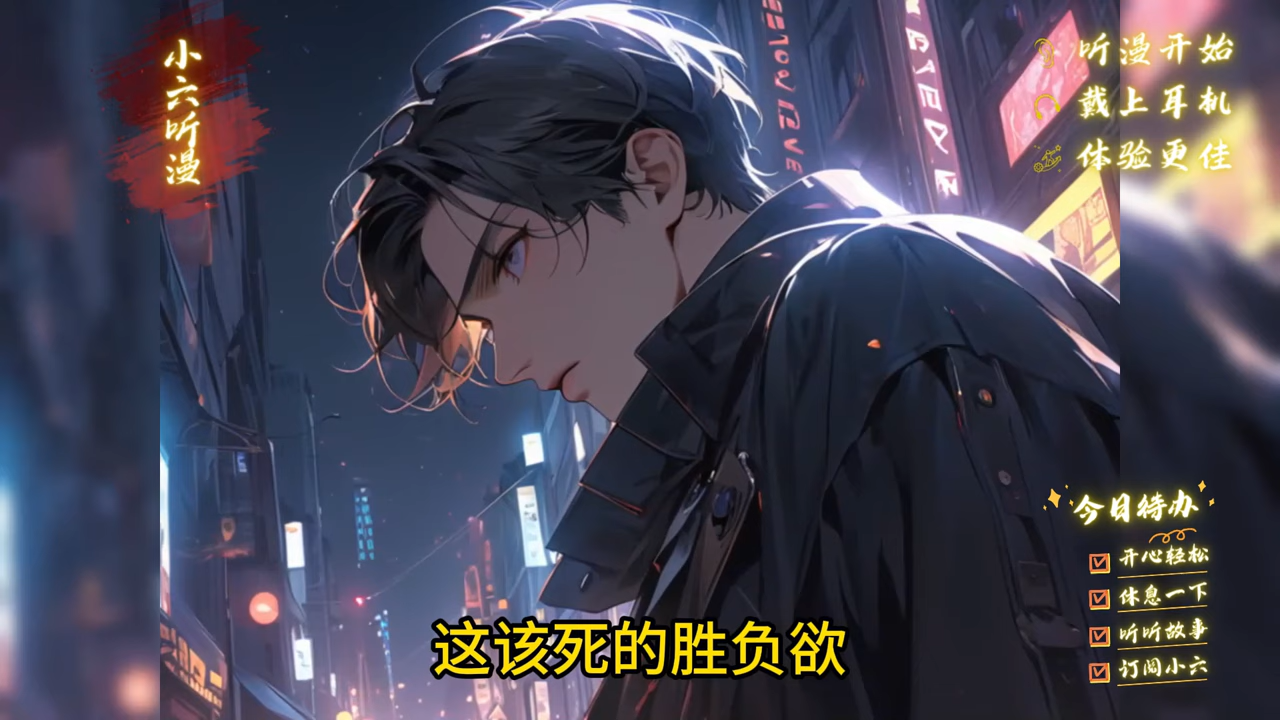 小六听漫
听漫开始
戴上耳机
体验更佳
今日待办
开心轻松
休息一下
听听故事
订阅小六
这该死的胜负欲